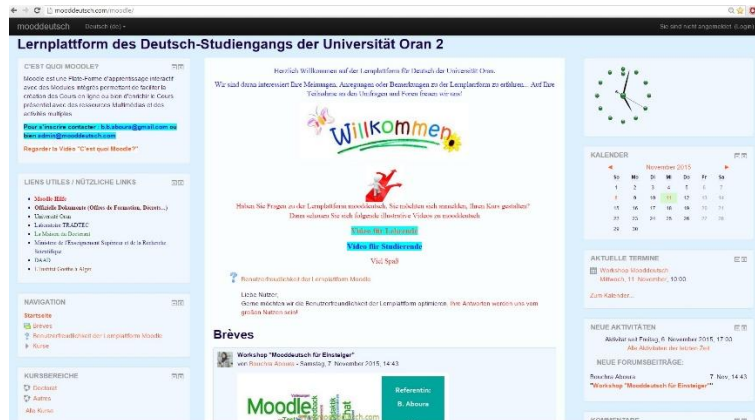 mooddeutsch.com/moodle/
mooddeutsch
Deutsch (de)
Sie sind nicht angemeldet. (Login)
Lernplattform des Deutsch-Studiengangs der Universität Oran 2
C'EST QUOI MOODLE?
Moodle est une Plate-Forme d'apprentissage interactif
avec des Modules intégrés permettant de faciliter la
création des Cours en ligne ou bien d'enrichir le Cours
présentiel avec des ressources Multimédias et des
activités multiples.
Pour s'inscrire contacter : b.b.aboura@gmail.com ou
bien admin@mooddeutsch.com
Regarder la Vidéo "C'est quoi Moodle?"
LIENS UTILES / NÜTZLICHE LINKS
Moodle Hilfe
Officielle Dokumente (Offres de Formation, Décrets...)
Université Oran
Laboratoire TRADTEC
La Maison du Doctorant
Ministère de l'Enseignement Supérieur et de la Recherche
Scientifique
DAAD
L'institut Goethe à Alger
NAVIGATION
Startseite
Brèves
Benutzerfreundlichkeit der Lernplattform Moodle
Kurse
KURSBEREICHE
Doctorat
Autres
Alle Kurse
Herzlich Willkommen auf der Lernplattform für Deutsch der Universität Oran.
Wir sind daran interessiert Ihre Meinungen, Anregungen oder Bemerkungen zu der Lernplattform zu erfahren... Auf Ihre
Teilnahme an den Umfragen und Foren freuen wir uns!
Willkommen
Haben Sie Fragen zu der Lernplattform mooddeutsch, Sie möchten sich anmelden, Ihren Kurs gestalten?
Dann schauen Sie sich folgende illustrative Videos zu mooddeutsch
Video für Lehrende
Video für Studierende
Viel Spaß
Benutzerfreundlichkeit der Lernplattform Moodle
Liebe Nutzer,
Gerne möchten wir die Benutzerfreundlichkeit der Lernplattform optimieren. Ihre Antworten werden uns vom
großen Nutzen sein!
Brèves
Workshop "Mooddeutsch für Einsteiger"
von Bouchra Aboura - Samstag, 7. November 2015, 14:43
Moodle
Referentin:
B. Aboura
KALENDER
November 2015
So Mo Di Mi Do Fr Sa
1 2 3 4 5 6 7
8 9 10 11 12 13 14
15 16 17 18 19 20 21
22 23 24 25 26 27 28
29 30
AKTUELLE TERMINE
Workshop Mooddeutsch
Mittwoch, 11. November, 10:00
Zum Kalender...
NEUE AKTIVITÄTEN
Aktivität seit Freitag, 6. November 2015, 17:03
Alle Aktivitäten der letzten Zeit
NEUE FORUMSBEITRÄGE:
Bouchra Aboura 7. Nov, 14:43
"Workshop "Mooddeutsch für Einsteiger""
KOMMENTARE